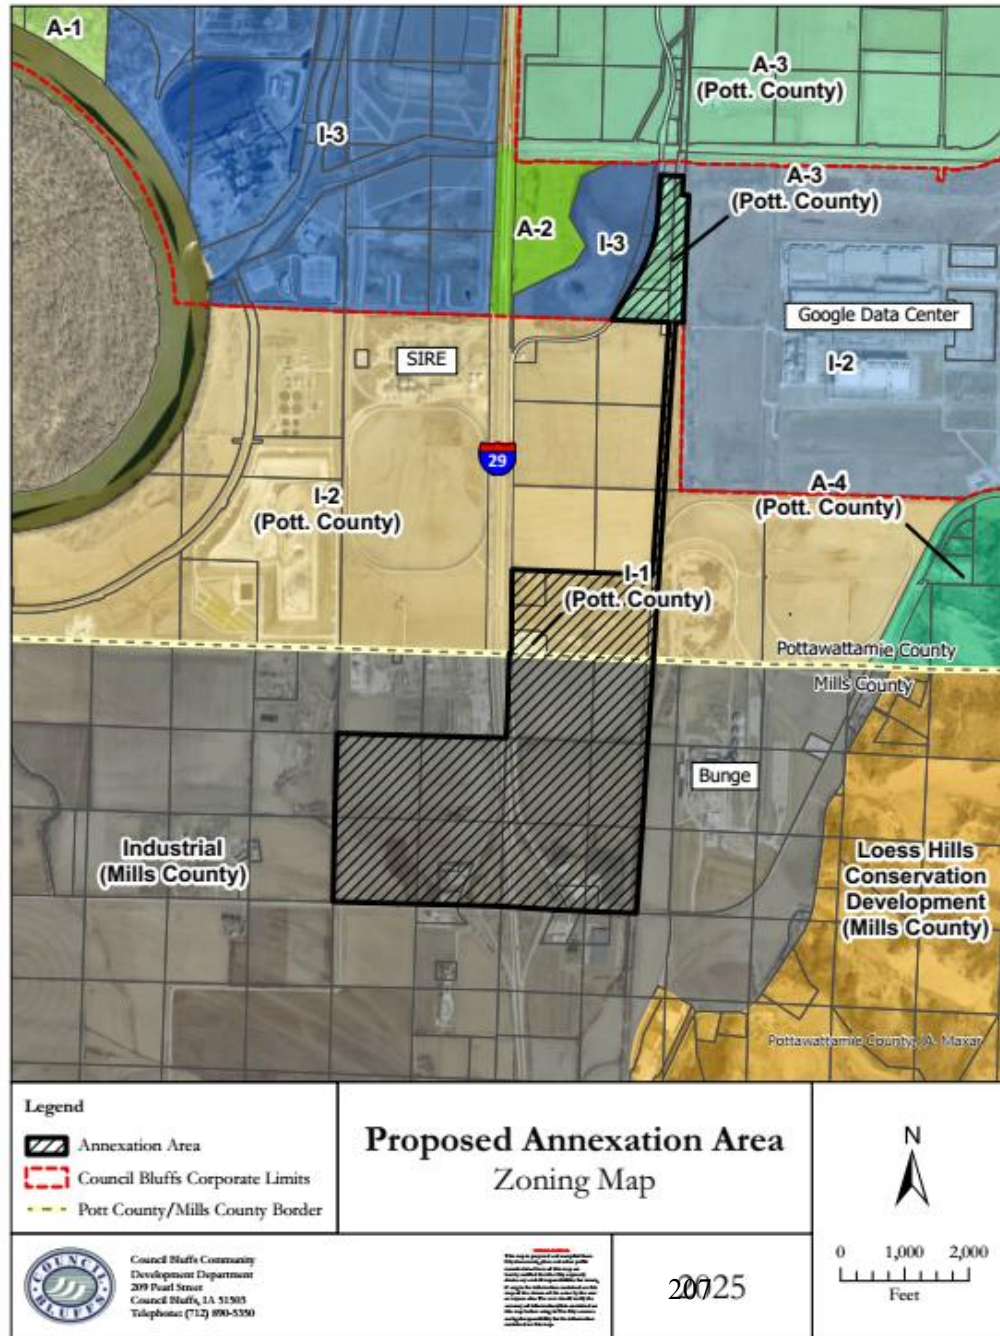 A-1
A-3
(Pott. County)
I-3
A-3
(Pott. County)
A-2
I-3
Google Data Center
SIRE
I-2
29
A-4
(Pott. County)
I-2
(Pott. County)
I-1
(Pott. County)
Pottawattamie County
Mills County
Bunge
Industrial
(Mills County)
Loess Hills
Conservation
Development
(Mills County)
Pottawattamie County, IA, Maxar
Legend
Annexation Area
Council Bluffs Corporate Limits
Pott County/Mills County Border
Proposed Annexation Area
Zoning Map
N
0 1,000 2,000
Feet
COUNCIL
BLUFFS
Council Bluffs Community
Development Department
209 Pearl Street
Council Bluffs, IA 51503
Telephone: (712) 890-5350